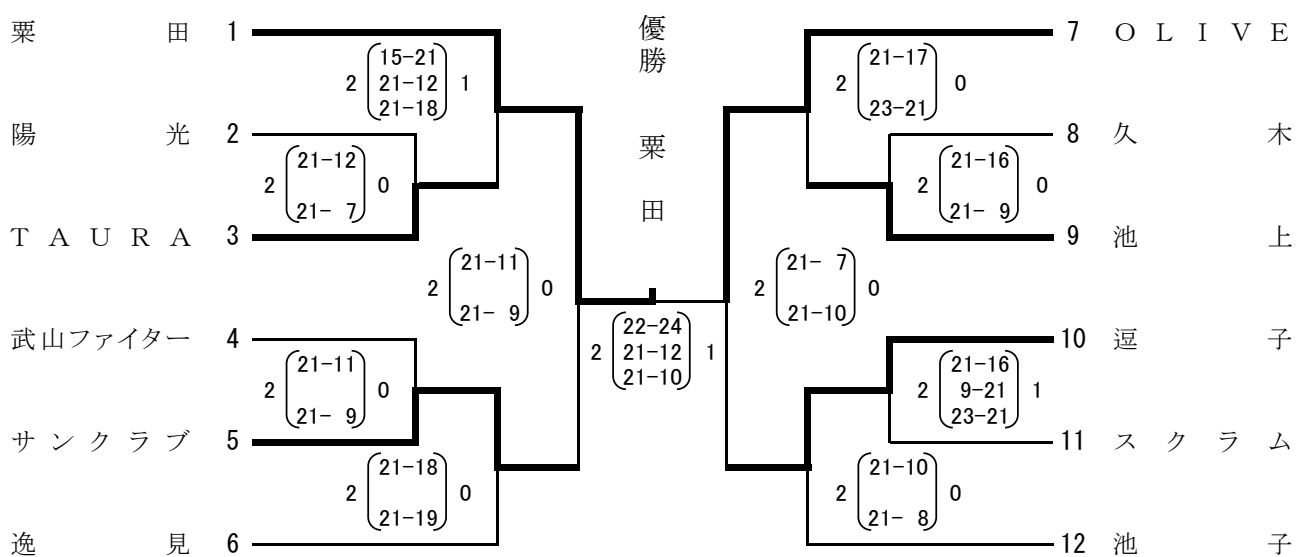 優勝 粟田
粟田 1
15-21
2 21-12 1
21-18
陽光 2
21-12
2 0
21- 7
TAURA 3
21-11
2 0
21- 9
武山ファイター 4
21-11
2 0
21- 9
サンクラブ 5
21-18
2 0
21-19
逸見 6
22-24
2 21-12 1
21-10
7 OLIVE
21-17
2 0
23-21
8 久木
21-16
2 0
21- 9
9 池上
21- 7
2 0
21-10
10 逗子
21-16
2 9-21 1
23-21
11 スクラム
21-10
2 0
21- 8
12 池子